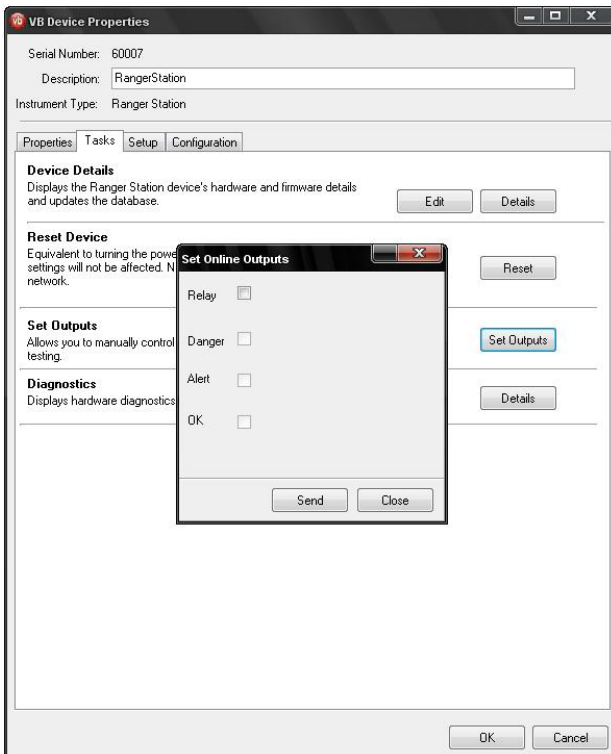 VB Device Properties
Serial Number: 60007
Description: RangerStation
Instrument Type: Ranger Station
Properties Tasks Setup Configuration
Device Details
Displays the Ranger Station device's hardware and firmware details
and updates the database.
Edit Details
Reset Device
Equivalent to turning the powe
settings will not be affected. N
network.
Reset
Set Outputs
Allows you to manually control
testing.
Set Outputs
Diagnostics
Displays hardware diagnostics
Details
Set Online Outputs
Relay
Danger
Alert
OK
Send Close
OK Cancel